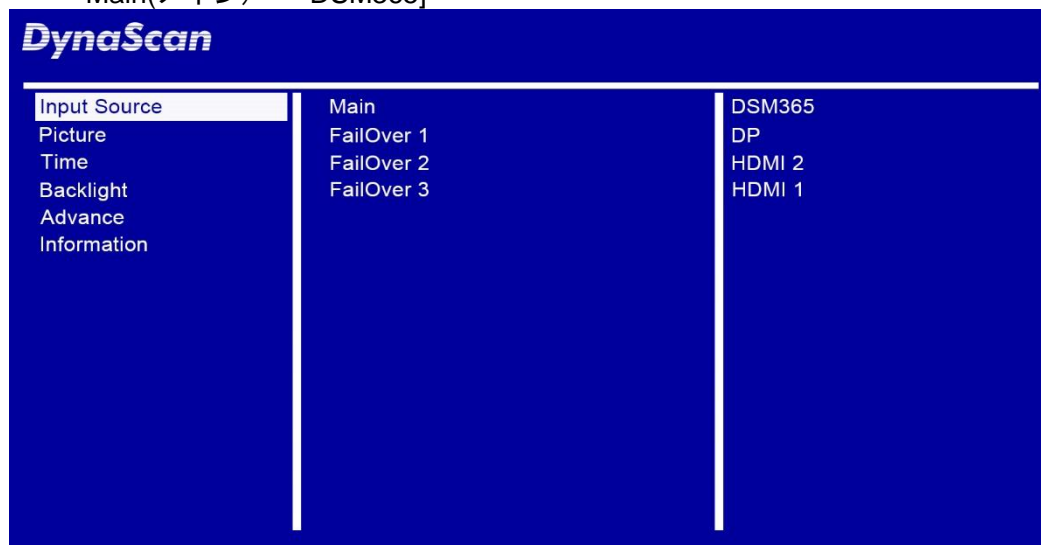 DynaScan
Input Source Main DSM365
Picture FailOver 1 DP
Time FailOver 2 HDMI 2
Backlight FailOver 3 HDMI 1
Advance
Information